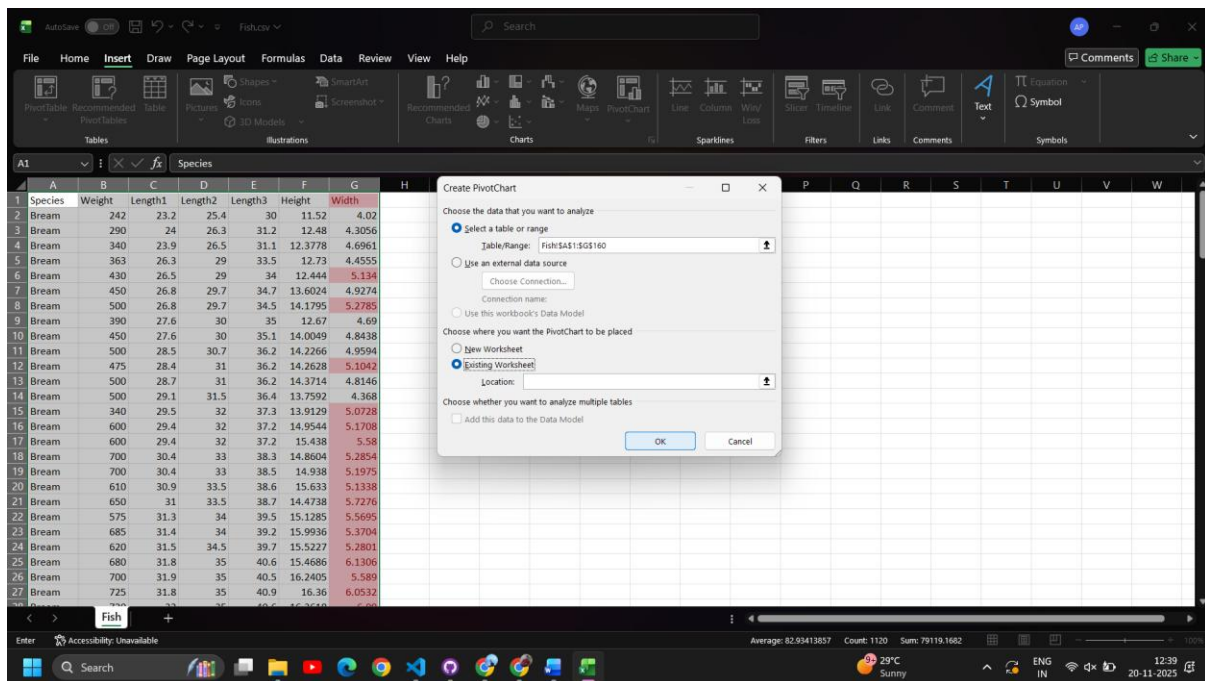 AutoSave Off Fish.csv Search AP
File Home Insert Draw Page Layout Formulas Data Review View Help Comments Share
PivotTable Recommended PivotTables Table Pictures Shapes Icons 3D Models SmartArt Screenshot Recommended Charts Maps PivotChart Line Column Win/Loss Slicer Timeline Link Comment Text Equation Symbol
Tables Illustrations Charts Sparklines Filters Links Comments Symbols
A1 fx Species
A B C D E F G H P Q R S T U V W
1 Species Weight Length1 Length2 Length3 Height Width
2 Bream 242 23.2 25.4 30 11.52 4.02
3 Bream 290 24 26.3 31.2 12.48 4.3056
4 Bream 340 23.9 26.5 31.1 12.3778 4.6961
5 Bream 363 26.3 29 33.5 12.73 4.4555
6 Bream 430 26.5 29 34 12.444 5.134
7 Bream 450 26.8 29.7 34.7 13.6024 4.9274
8 Bream 500 26.8 29.7 34.5 14.1795 5.2785
9 Bream 390 27.6 30 35 12.67 4.69
10 Bream 450 27.6 30 35.1 14.0049 4.8438
11 Bream 500 28.5 30.7 36.2 14.2266 4.9594
12 Bream 475 28.4 31 36.2 14.2628 5.1042
13 Bream 500 28.7 31 36.2 14.3714 4.8146
14 Bream 500 29.1 31.5 36.4 13.7592 4.368
15 Bream 340 29.5 32 37.3 13.9129 5.0728
16 Bream 600 29.4 32 37.2 14.9544 5.1708
17 Bream 600 29.4 32 37.2 15.438 5.58
18 Bream 700 30.4 33 38.3 14.8604 5.2854
19 Bream 700 30.4 33 38.5 14.938 5.1975
20 Bream 610 30.9 33.5 38.6 15.633 5.1338
21 Bream 650 31 33.5 38.7 14.4738 5.7276
22 Bream 575 31.3 34 39.5 15.1285 5.5695
23 Bream 685 31.4 34 39.2 15.9936 5.3704
24 Bream 620 31.5 34.5 39.7 15.5227 5.2801
25 Bream 680 31.8 35 40.6 15.4686 6.1306
26 Bream 700 31.9 35 40.5 16.2405 5.589
27 Bream 725 31.8 35 40.9 16.36 6.0532
Create PivotChart
Choose the data that you want to analyze
Select a table or range
Table/Range: Fish!$A$1:$G$160
Use an external data source
Choose Connection...
Connection name:
Use this workbook's Data Model
Choose where you want the PivotChart to be placed
New Worksheet
Existing Worksheet
Location:
Choose whether you want to analyze multiple tables
Add this data to the Data Model
OK Cancel
Fish
Enter Accessibility: Unavailable Average: 82.93413857 Count: 1120 Sum: 79119.1682 100%
Search 9+ 29°C ENG 12:39
Sunny IN 20-11-2025